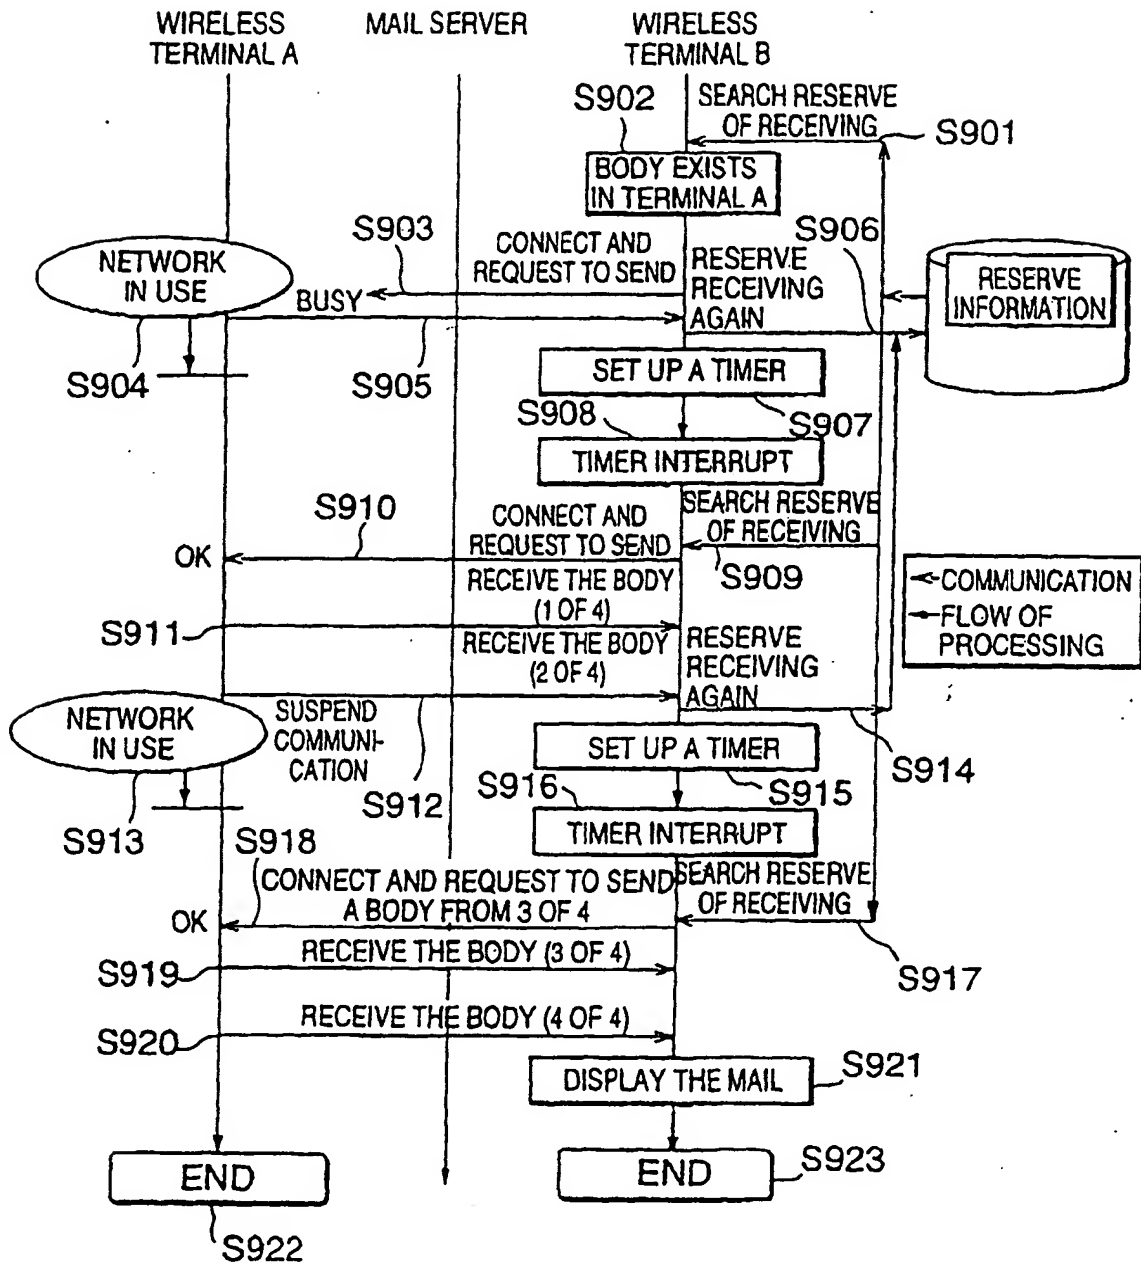 WIRELESS
TERMINAL A
MAIL SERVER
WIRELESS
TERMINAL B
S902
SEARCH RESERVE
OF RECEIVING
S901
BODY EXISTS
IN TERMINAL A
S903
CONNECT AND
REQUEST TO SEND
S906
NETWORK
IN USE
RESERVE
RECEIVING
AGAIN
RESERVE
INFORMATION
BUSY
S904
S905
SET UP A TIMER
S908
S907
TIMER INTERRUPT
S910
CONNECT AND
REQUEST TO SEND
SEARCH RESERVE
OF RECEIVING
OK
S909
COMMUNICATION
FLOW OF
PROCESSING
RECEIVE THE BODY
(1 OF 4)
S911
RECEIVE THE BODY
(2 OF 4)
RESERVE
RECEIVING
AGAIN
NETWORK
IN USE
SUSPEND
COMMUNI-
CATION
SET UP A TIMER
S914
S912
S916
S915
S913
TIMER INTERRUPT
S918
CONNECT AND REQUEST TO SEND
A BODY FROM 3 OF 4
SEARCH RESERVE
OF RECEIVING
OK
RECEIVE THE BODY (3 OF 4)
S919
S917
RECEIVE THE BODY (4 OF 4)
S920
DISPLAY THE MAIL
S921
END
END
S923
S922